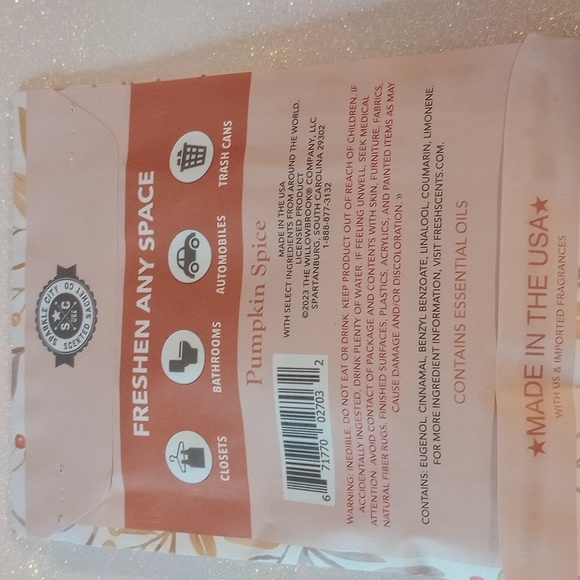 SPARKLE CITY
S C
USA
SCENTED SACHET CO
FRESHEN ANY SPACE
CLOSETS
BATHROOMS
AUTOMOBILES
TRASH CANS
Pumpkin Spice
6 71770 02703 2
MADE IN THE USA
WITH SELECT INGREDIENTS FROM AROUND THE WORLD.
LICENSED PRODUCT
©2023 THE WILLOWBROOK® COMPANY, LLC
SPARTANBURG, SOUTH CAROLINA 29302
1-888-877-3132
WARNING: INEDIBLE. DO NOT EAT OR DRINK. KEEP PRODUCT OUT OF REACH OF CHILDREN. IF
ACCIDENTALLY INGESTED, DRINK PLENTY OF WATER. IF FEELING UNWELL, SEEK MEDICAL
ATTENTION. AVOID CONTACT OF PACKAGE AND CONTENTS WITH SKIN, FURNITURE, FABRICS,
NATURAL FIBER RUGS, FINISHED SURFACES, PLASTICS, ACRYLICS, AND PAINTED ITEMS AS MAY
CAUSE DAMAGE AND/OR DISCOLORATION. »
CONTAINS: EUGENOL, CINNAMAL, BENZYL BENZOATE, LINALOOL, COUMARIN, LIMONENE.
FOR MORE INGREDIENT INFORMATION, VISIT FRESHSCENTS.COM.
CONTAINS ESSENTIAL OILS
★MADE IN THE USA★
WITH US & IMPORTED FRAGRANCES